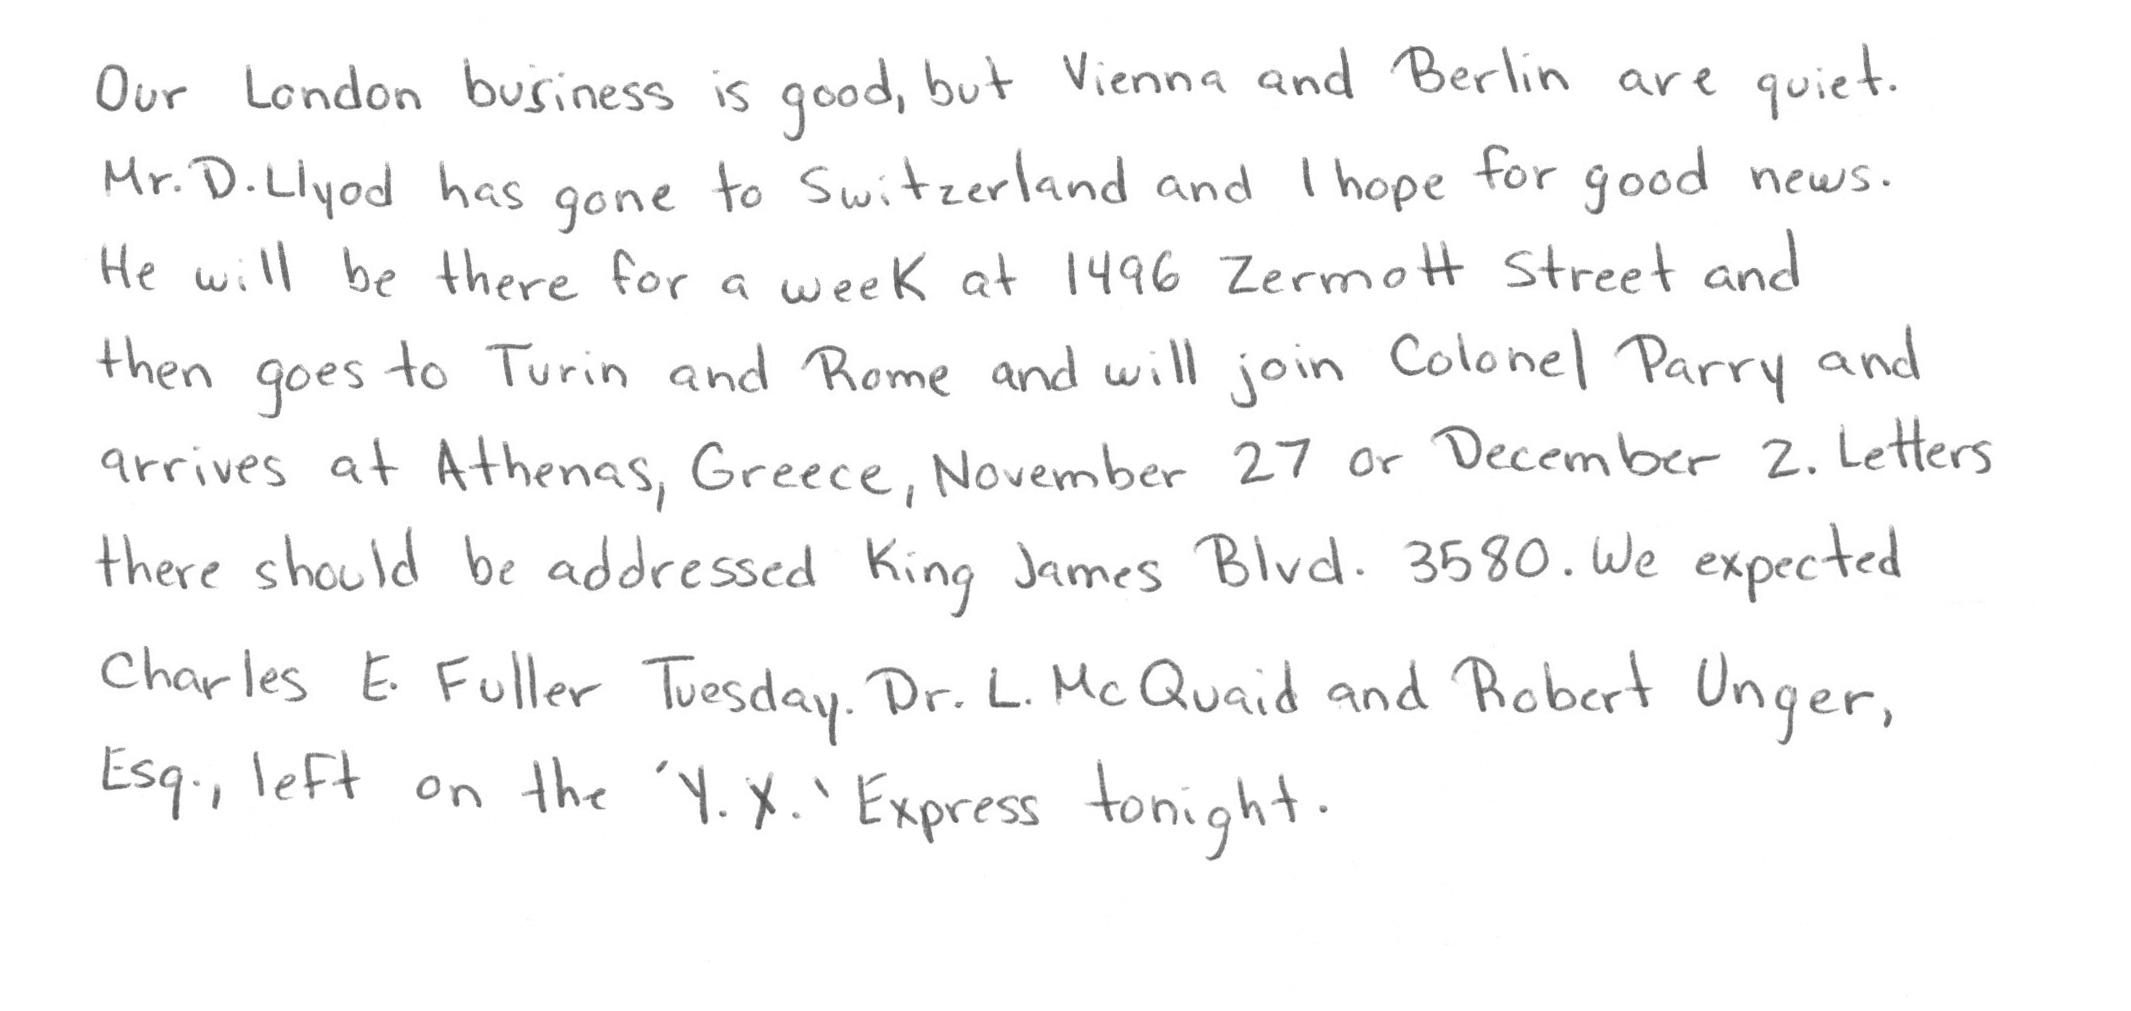 Our London business is good, but Vienna and Berlin are quiet.
Mr. D. Llyod has gone to Switzerland and I hope for good news.
He will be there for a week at 1496 Zermott Street and
then goes to Turin and Rome and will join Colonel Parry and
arrives at Athenas, Greece, November 27 or December 2. Letters
there should be addressed King James Blvd. 3580. We expected
Charles E. Fuller Tuesday. Dr. L. McQuaid and Robert Unger,
Esq., left on the 'Y. X.' Express tonight.